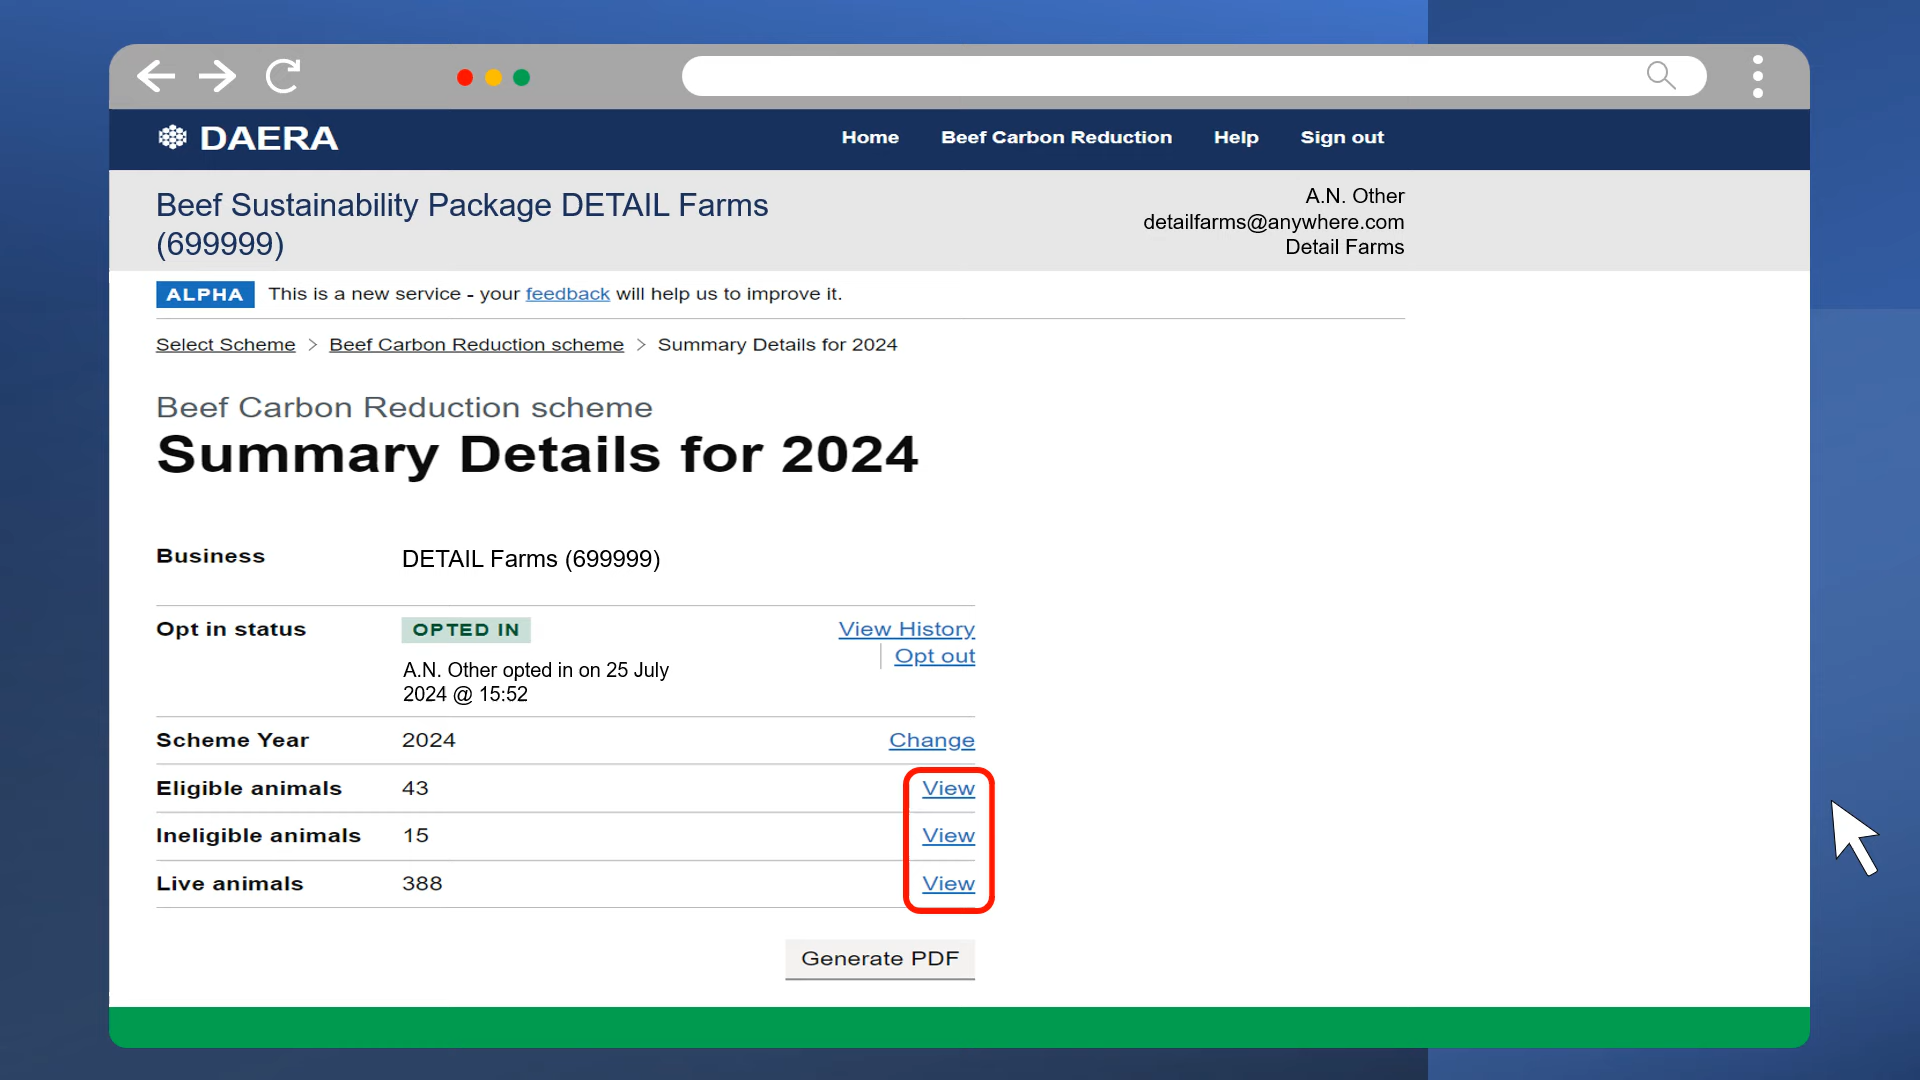 DAERA
Home Beef Carbon Reduction Help Sign out
Beef Sustainability Package DETAIL Farms
(699999)
A.N. Other
detailfarms@anywhere.com
Detail Farms
ALPHA This is a new service - your feedback will help us to improve it.
Select Scheme > Beef Carbon Reduction scheme > Summary Details for 2024
Beef Carbon Reduction scheme
Summary Details for 2024
Business DETAIL Farms (699999)
Opt in status OPTED IN View History
Opt out
A.N. Other opted in on 25 July
2024 @ 15:52
Scheme Year 2024 Change
Eligible animals 43 View
Ineligible animals 15 View
Live animals 388 View
Generate PDF